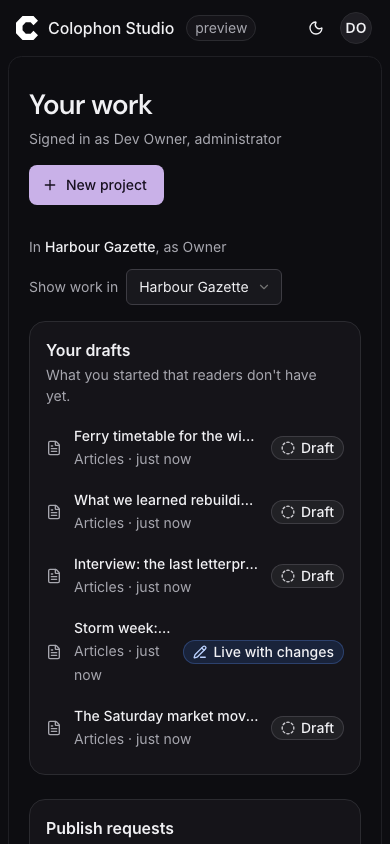 Colophon Studio preview DO
Your work
Signed in as Dev Owner, administrator
New project
In Harbour Gazette, as Owner
Show work in Harbour Gazette
Your drafts
What you started that readers don't have
yet.
Ferry timetable for the wi...
Articles · just now
Draft
What we learned rebuildi...
Articles · just now
Draft
Interview: the last letterpr...
Articles · just now
Draft
Storm week:...
Articles · just
now
Live with changes
The Saturday market mov...
Articles · just now
Draft
Publish requests